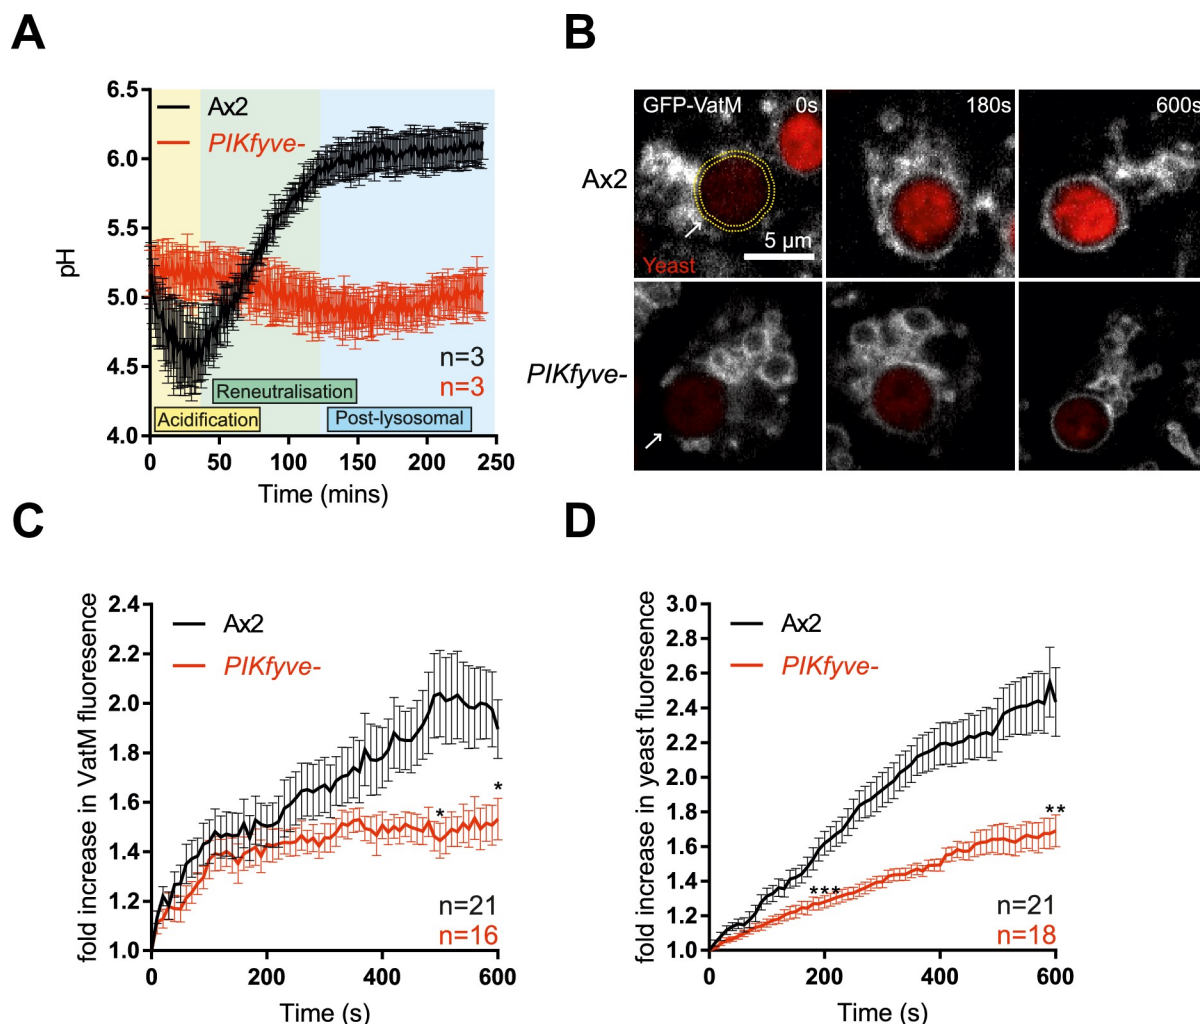 A
6.5
6.0
5.5
5.0
4.5
4.0
pH
Ax2
PIKfyve-
n=3
n=3
Reneutralisation
Acidification
Post-lysosomal
0 50 100 150 200 250
Time (mins)
B
GFP-VatM 0s 180s 600s
Ax2
5 µm
Yeast
PIKfyve-
C
2.4
2.2
2.0
1.8
1.6
1.4
1.2
1.0
fold increase in VatM fluoresence
Ax2
PIKfyve-
*
*
n=21
n=16
0 200 400 600
Time (s)
D
3.0
2.8
2.6
2.4
2.2
2.0
1.8
1.6
1.4
1.2
1.0
fold increase in yeast fluoresence
Ax2
PIKfyve-
**
***
n=21
n=18
0 200 400 600
Time (s)